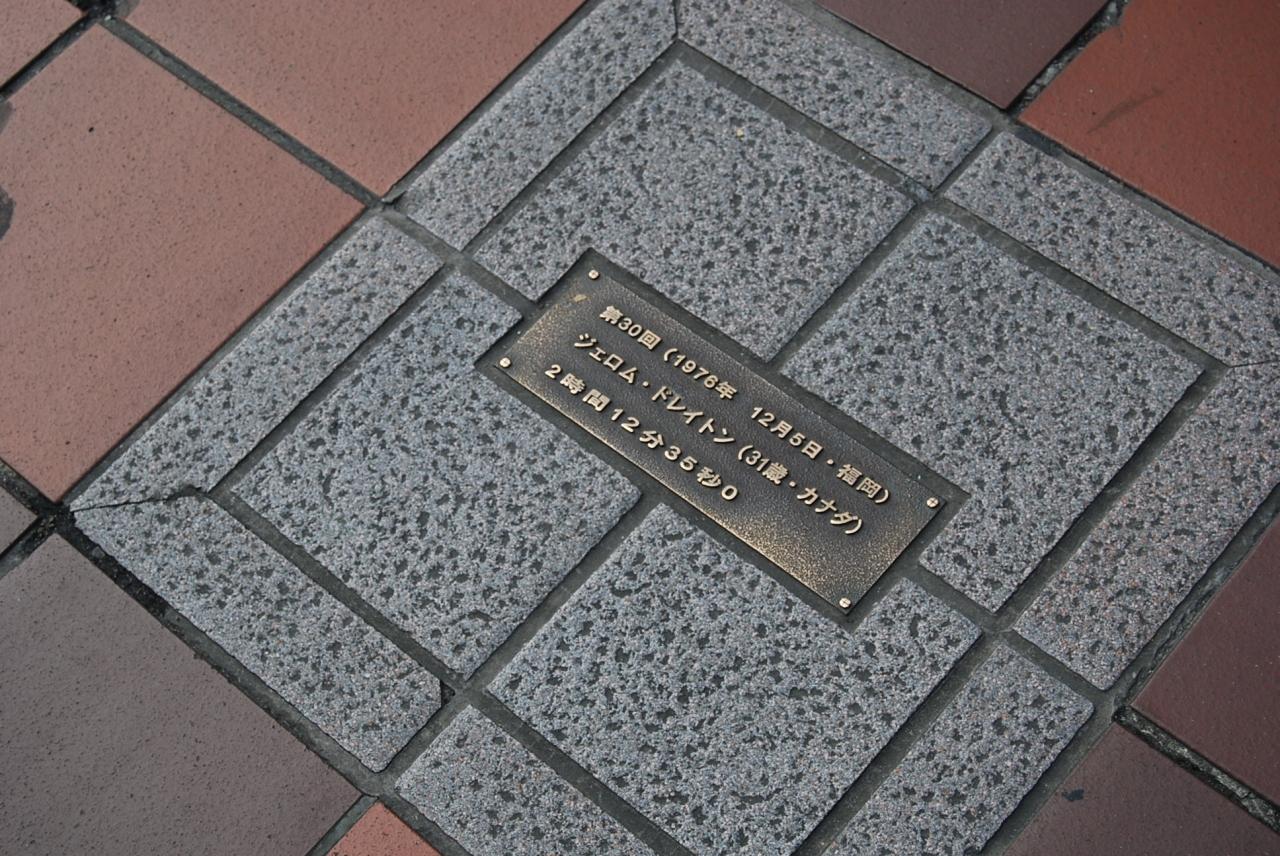 第30回（1976年　12月5日・福岡）
ジェロム・ドレイトン（31歳・カナダ）
2時間12分35秒0